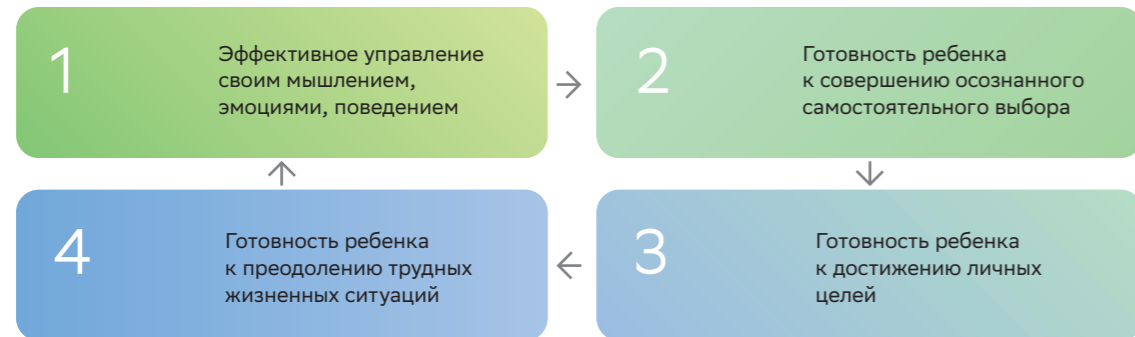 1
Эффективное управление
своим мышлением,
эмоциями, поведением
2
Готовность ребенка
к совершению осознанного
самостоятельного выбора
3
Готовность ребенка
к достижению личных
целей
4
Готовность ребенка
к преодолению трудных
жизненных ситуаций